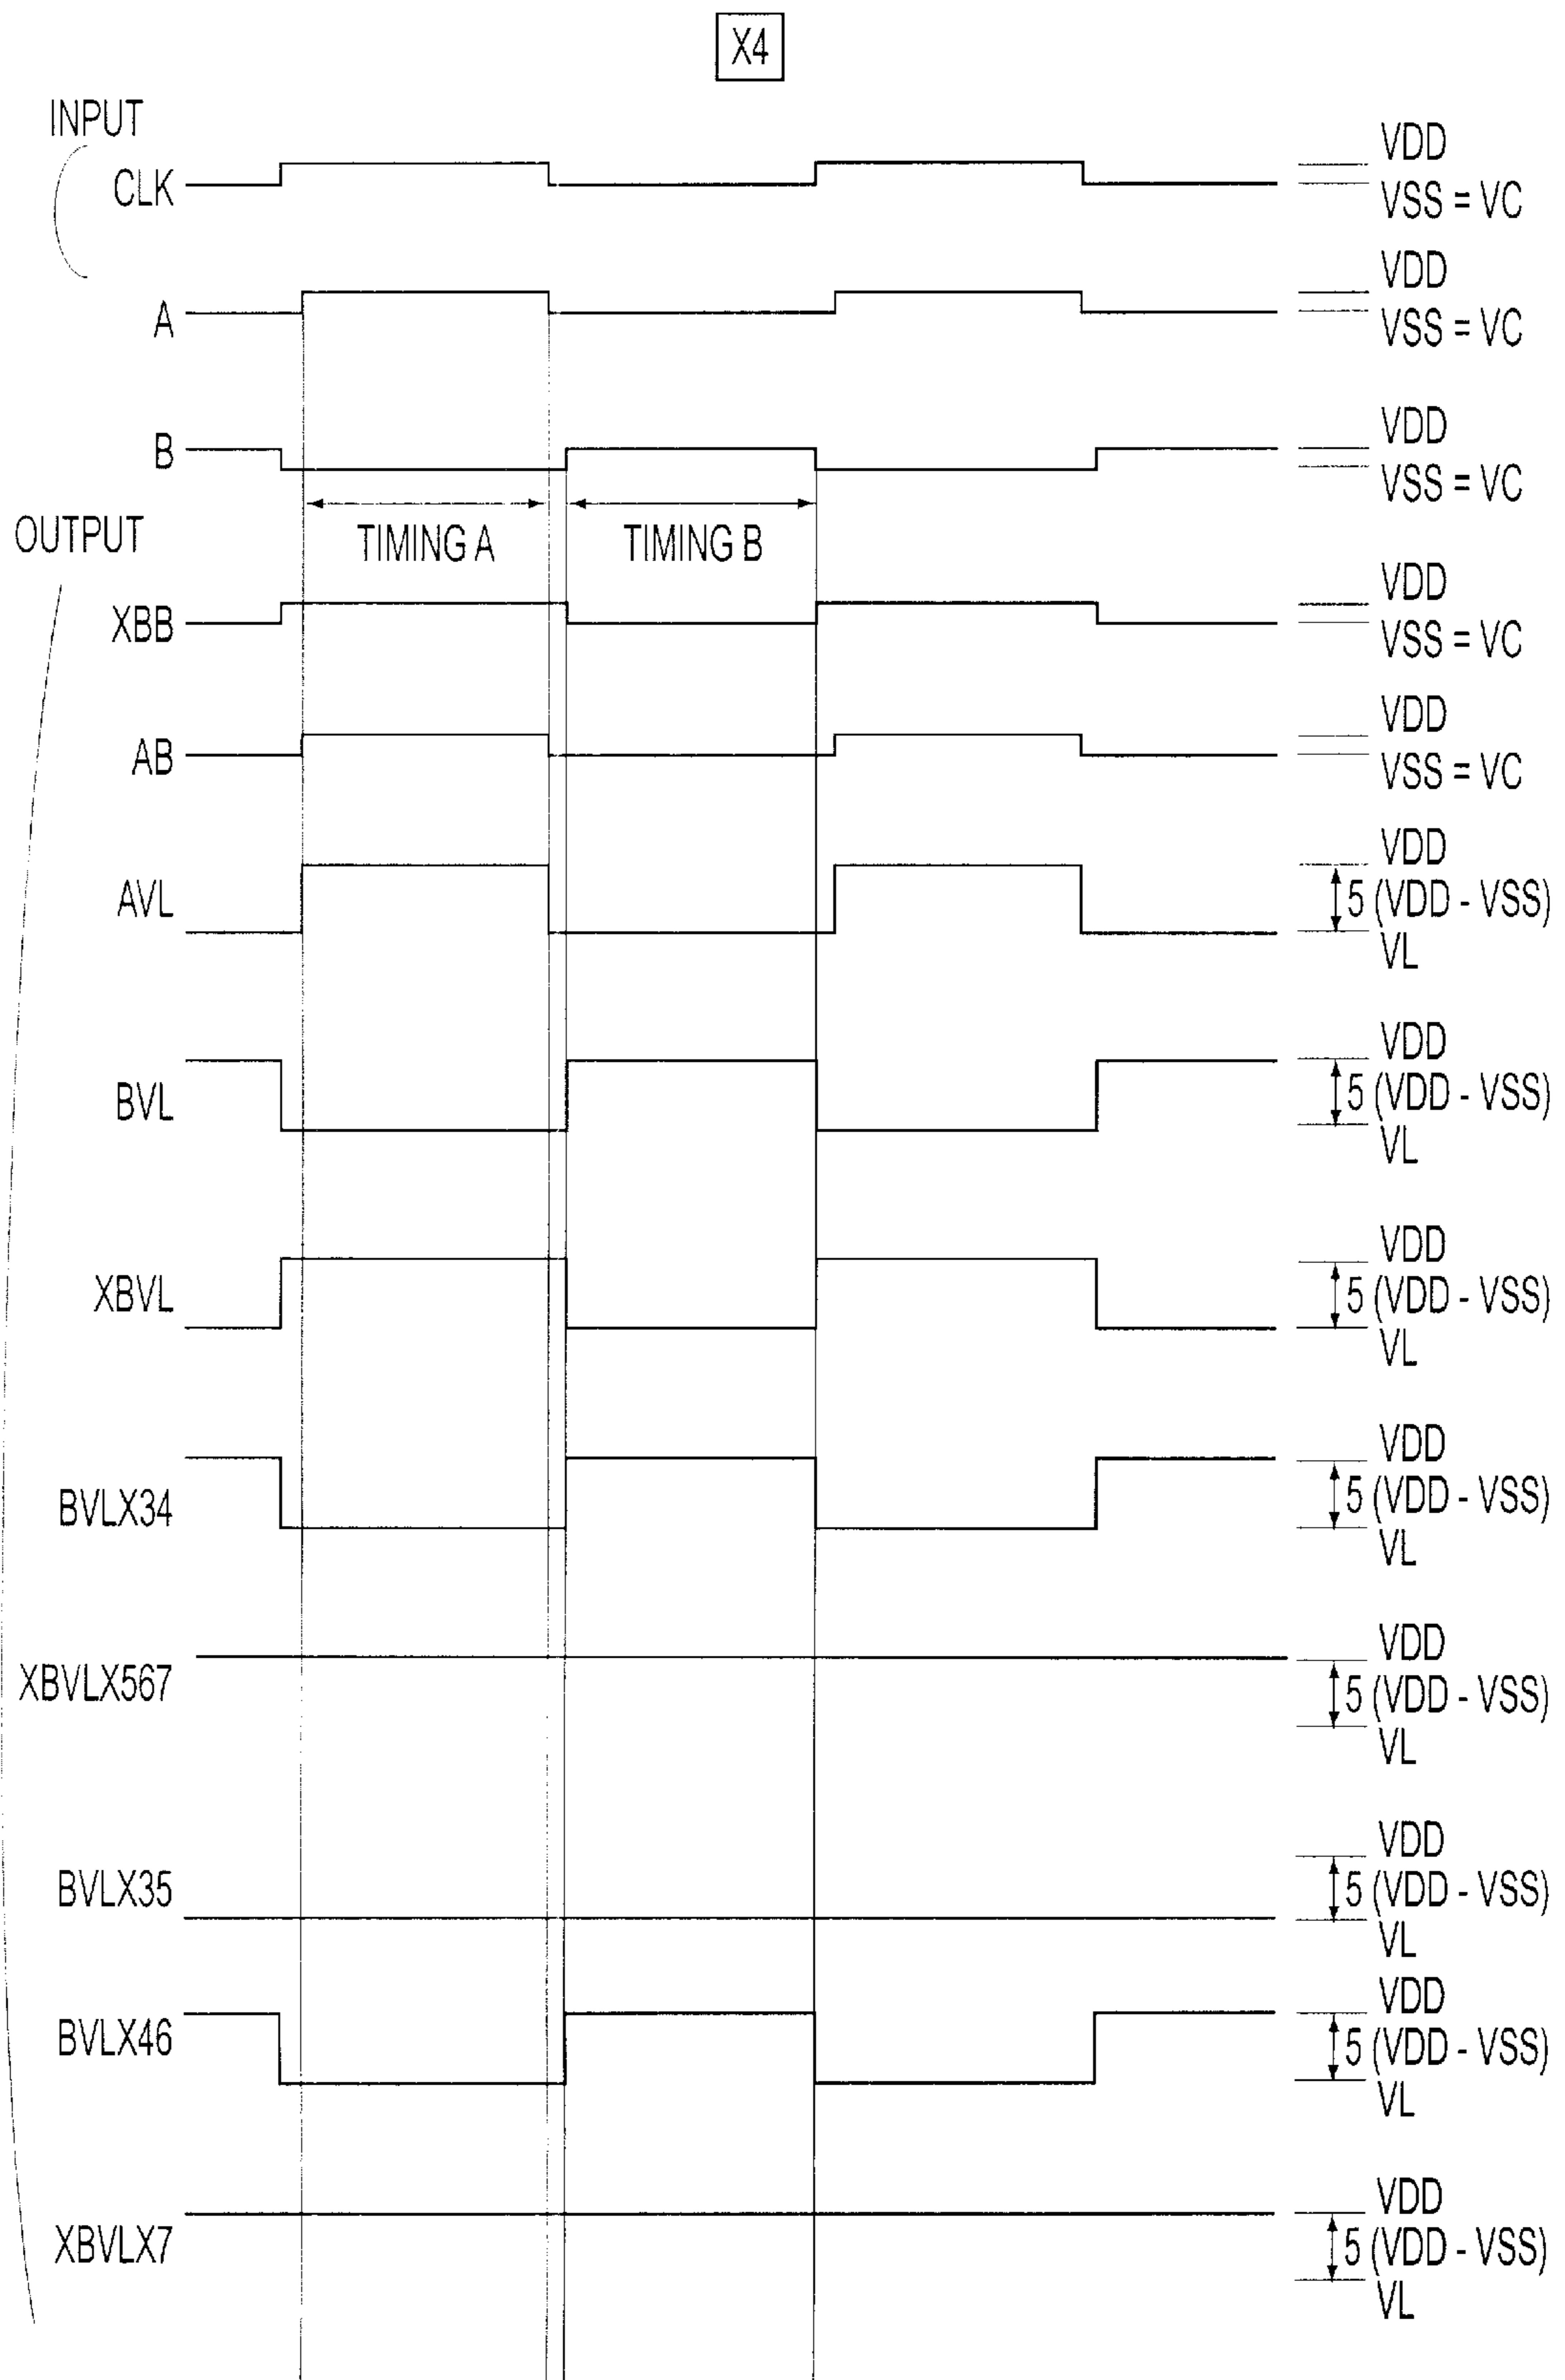 X4
INPUT
CLK
VDD
VSS = VC
A
VDD
VSS = VC
B
VDD
VSS = VC
TIMING A
TIMING B
OUTPUT
XBB
VDD
VSS = VC
AB
VDD
VSS = VC
AVL
VDD
5 (VDD - VSS)
VL
BVL
VDD
5 (VDD - VSS)
VL
XBVL
VDD
5 (VDD - VSS)
VL
BVLX34
VDD
5 (VDD - VSS)
VL
XBVLX567
VDD
5 (VDD - VSS)
VL
BVLX35
VDD
5 (VDD - VSS)
VL
BVLX46
VDD
5 (VDD - VSS)
VL
XBVLX7
VDD
5 (VDD - VSS)
VL